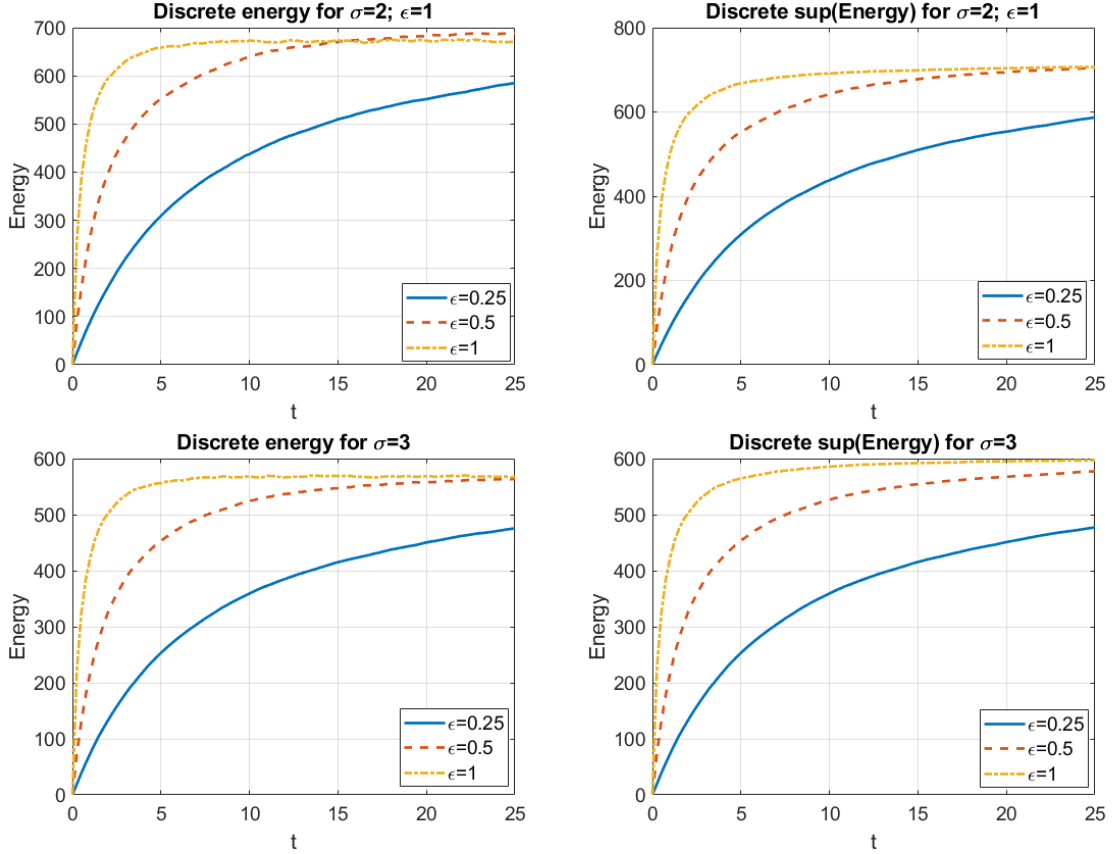 Discrete energy for σ=2; ϵ=1
700
600
500
400
300
200
100
0
Energy
0 5 10 15 20 25
t
ϵ=0.25
ϵ=0.5
ϵ=1
Discrete sup(Energy) for σ=2; ϵ=1
800
600
400
200
0
Energy
0 5 10 15 20 25
t
ϵ=0.25
ϵ=0.5
ϵ=1
Discrete energy for σ=3
600
500
400
300
200
100
0
Energy
0 5 10 15 20 25
t
ϵ=0.25
ϵ=0.5
ϵ=1
Discrete sup(Energy) for σ=3
600
500
400
300
200
100
0
Energy
0 5 10 15 20 25
t
ϵ=0.25
ϵ=0.5
ϵ=1